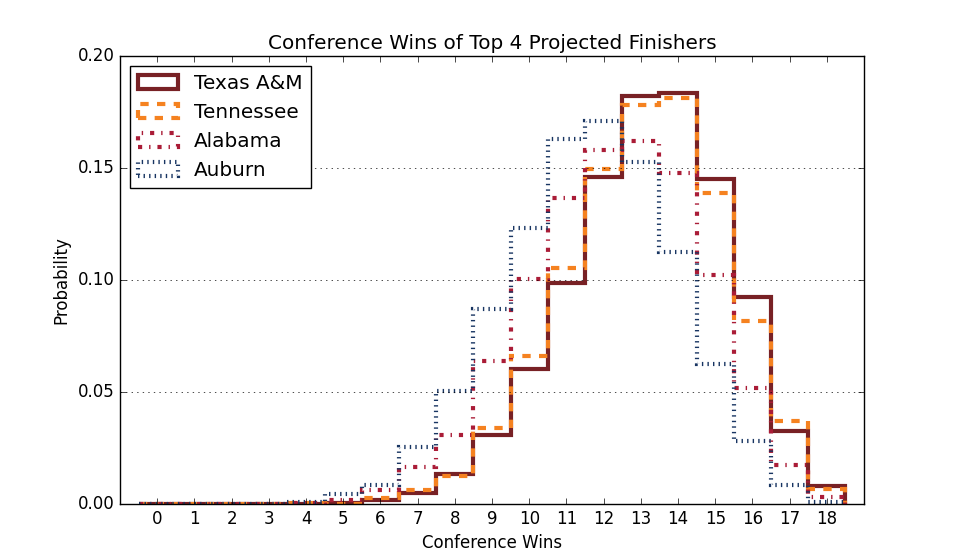 Conference Wins of Top 4 Projected Finishers
Texas A&M
Tennessee
Alabama
Auburn
Probability
0.20
0.15
0.10
0.05
0.00
0 1 2 3 4 5 6 7 8 9 10 11 12 13 14 15 16 17 18
Conference Wins